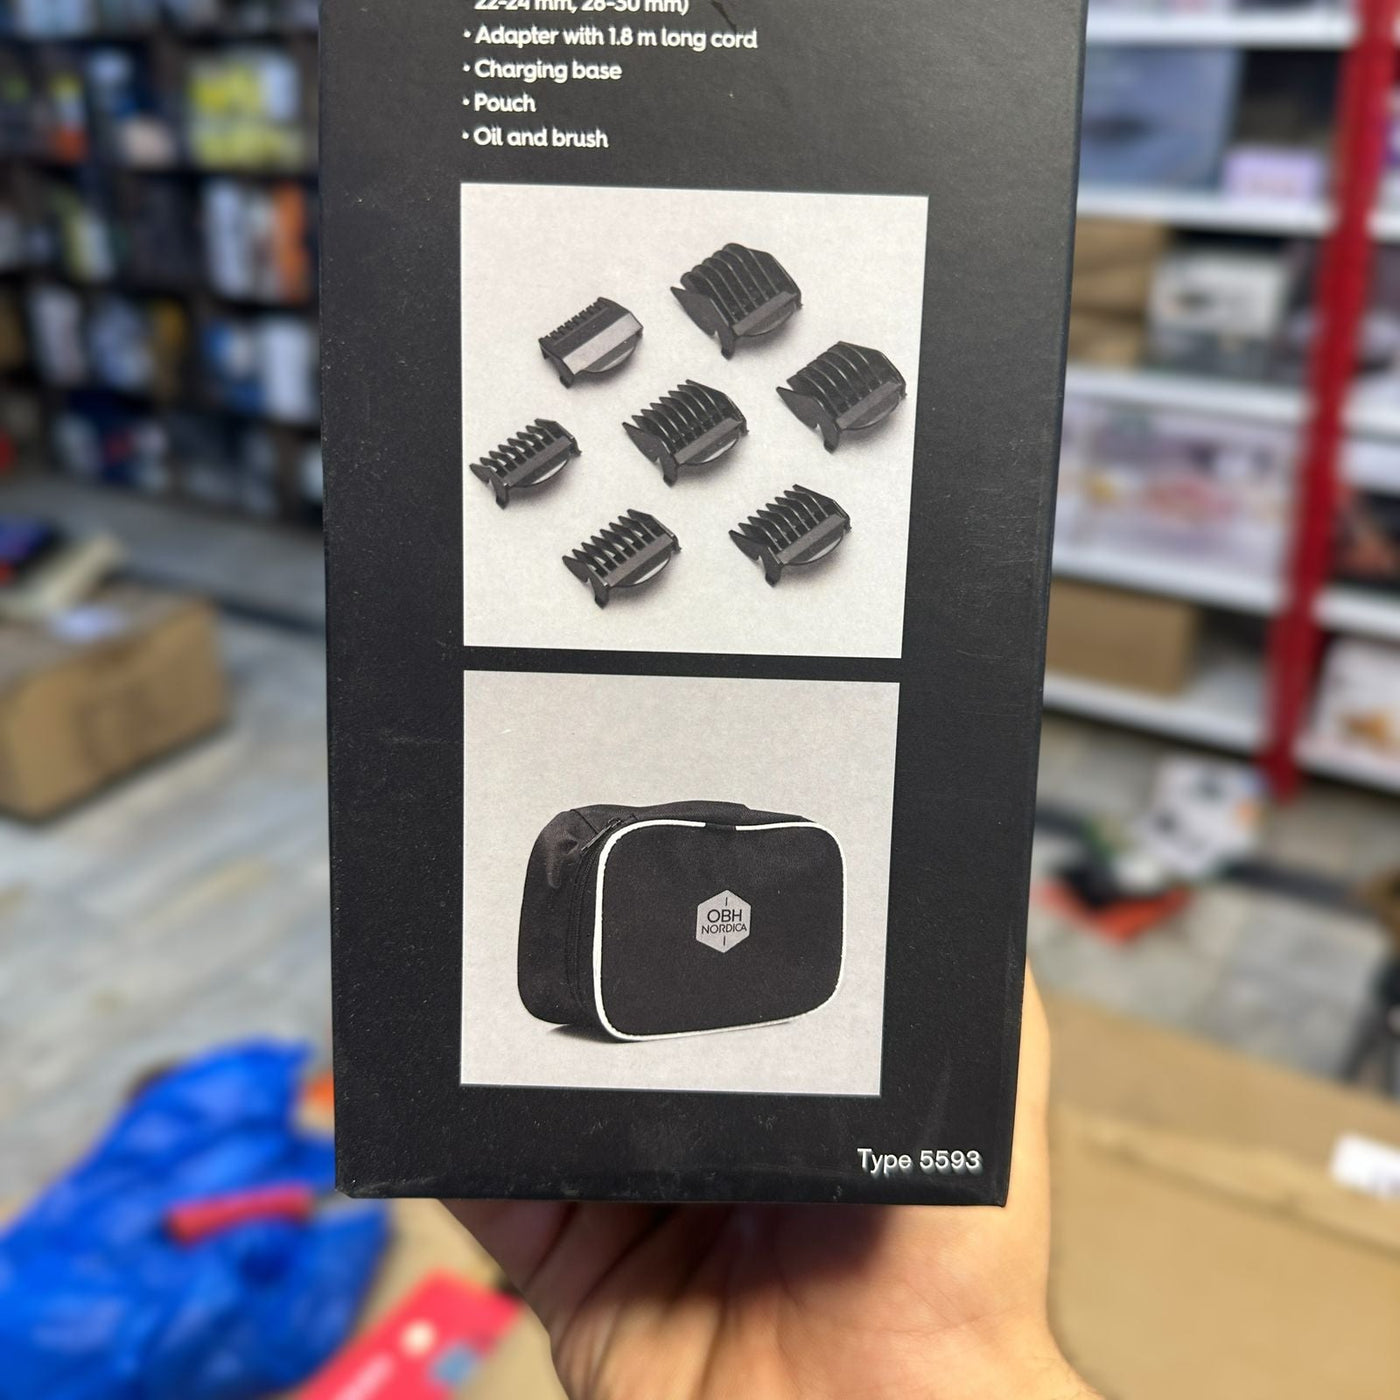 22-24 mm, 28-30 mm)
• Adapter with 1.8 m long cord
• Charging base
• Pouch
• Oil and brush
OBH
NORDICA
Type 5593